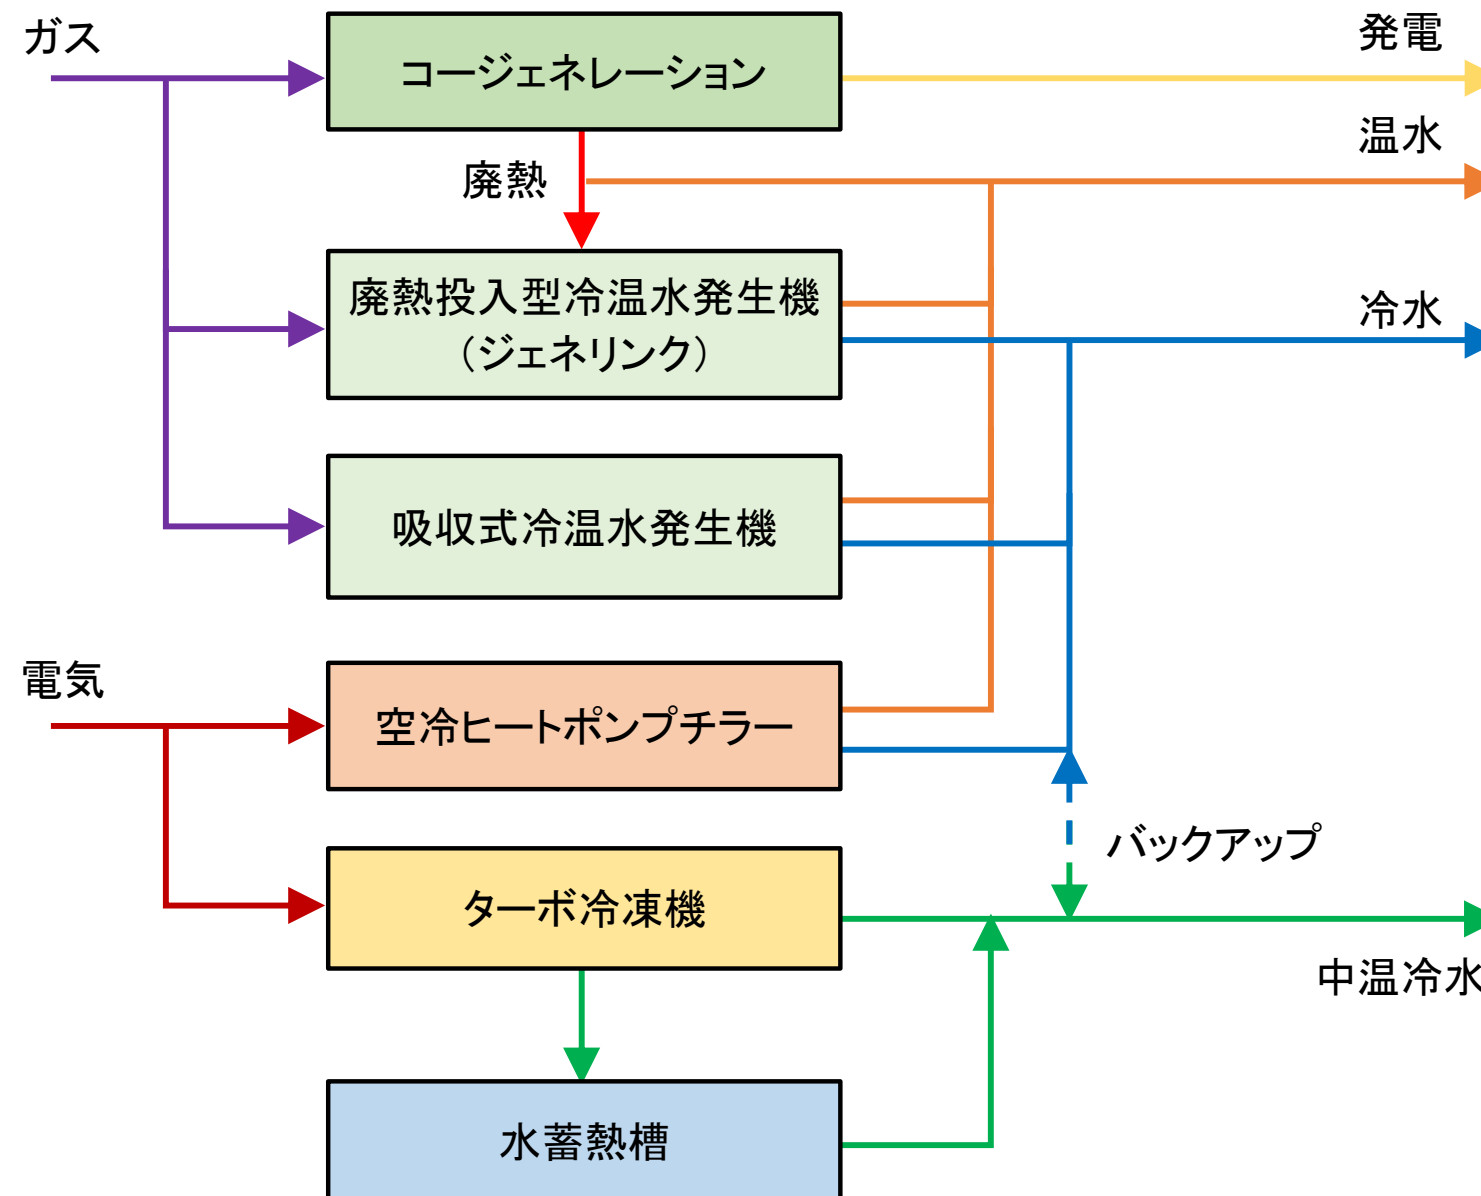 ガス
コージェネレーション
発電
温水
廃熱
廃熱投入型冷温水発生機
（ジェネリンク）
冷水
吸収式冷温水発生機
電気
空冷ヒートポンプチラー
バックアップ
ターボ冷凍機
中温冷水
水蓄熱槽